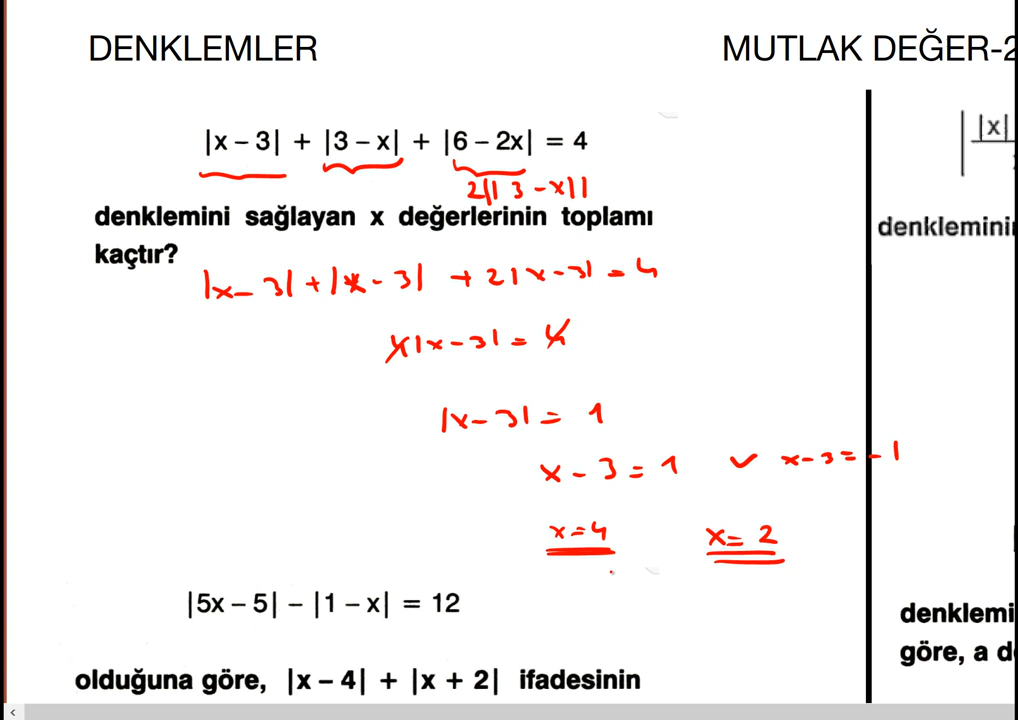 DENKLEMLER
MUTLAK DEĞER-2
|x – 3| + |3 – x| + |6 – 2x| = 4
2|| 3 - x||
denklemini sağlayan x değerlerinin toplamı
kaçtır?
|x - 3| + |x - 3| + 2|x - 3| = 4
4|x - 3| = 4
|x - 3| = 1
x - 3 = 1 ✓ x - 3 = - 1
x = 4 x = 2
|5x – 5| – |1 – x| = 12
olduğuna göre, |x – 4| + |x + 2| ifadesinin
|x|
denklemini
denklemi
göre, a d